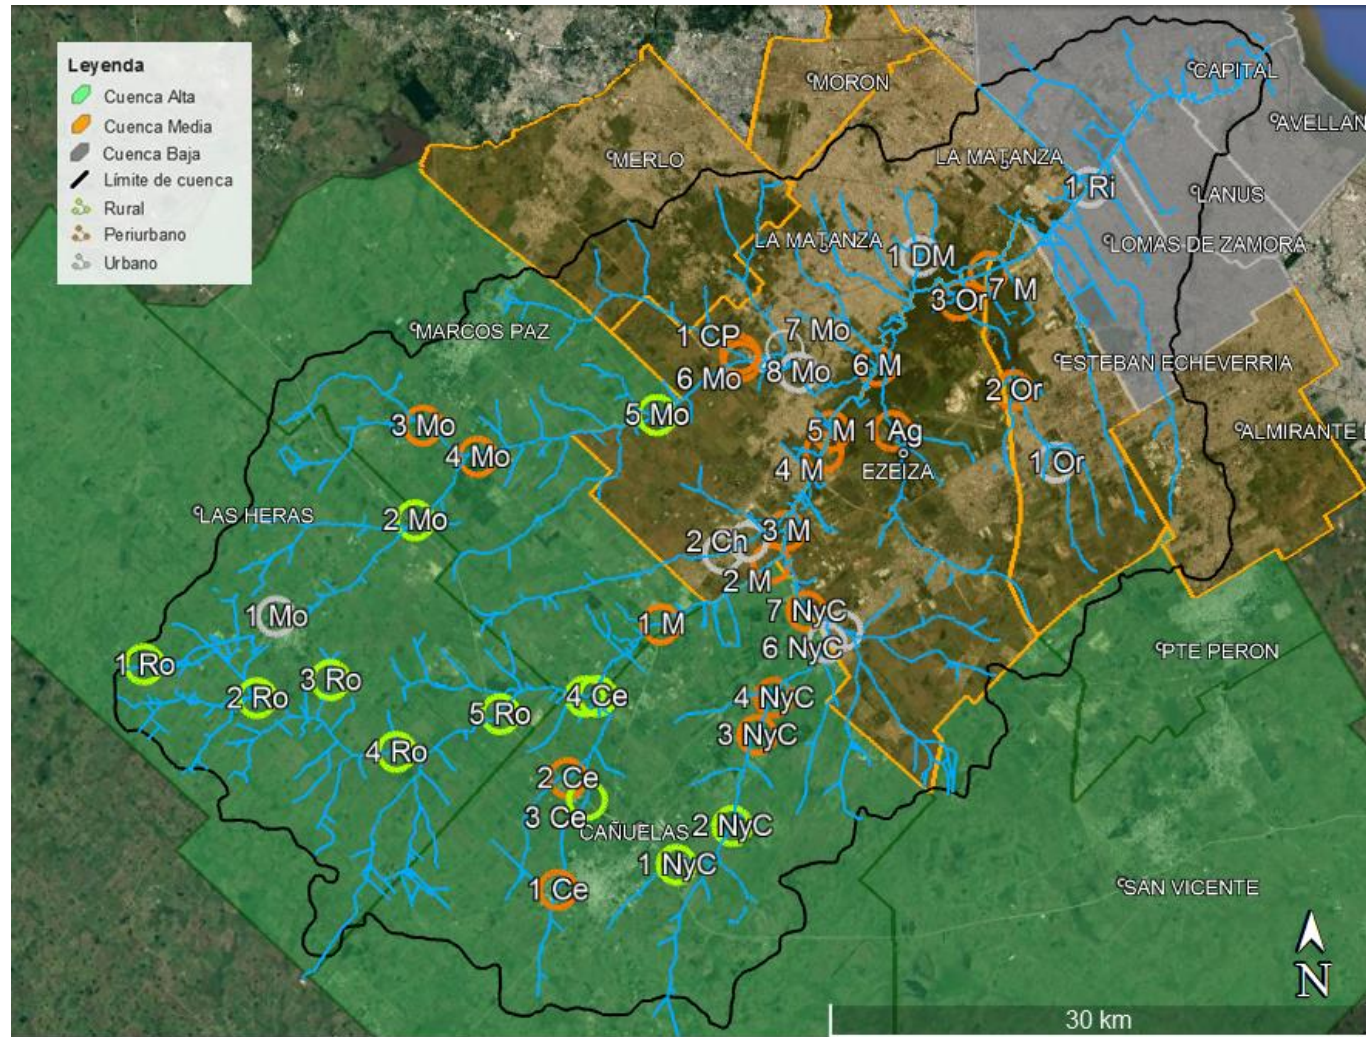 Leyenda
Cuenca Alta
Cuenca Media
Cuenca Baja
Límite de cuenca
Rural
Periurbano
Urbano
CAPITAL
MORON
AVELLAN
MERLO
LA MATANZA
1 Ri
LANUS
LA MATANZA
LOMAS DE ZAMORA
1 DM
7 M
3 Or
MARCOS PAZ
1 CP
7 Mo
6 M
ESTEBAN ECHEVERRIA
6 Mo
8 Mo
2 Or
5 Mo
3 Mo
5 M
1 Ag
ALMIRANTE
4 Mo
4 M
EZEIZA
1 Or
LAS HERAS
2 Mo
3 M
2 Ch
2 M
1 Mo
7 NyC
1 M
6 NyC
PTE PERON
1 Ro
3 Ro
2 Ro
4 Ce
4 NyC
5 Ro
3 NyC
4 Ro
2 Ce
3 Ce
CAÑUELAS
2 NyC
1 NyC
1 Ce
SAN VICENTE
N
30 km